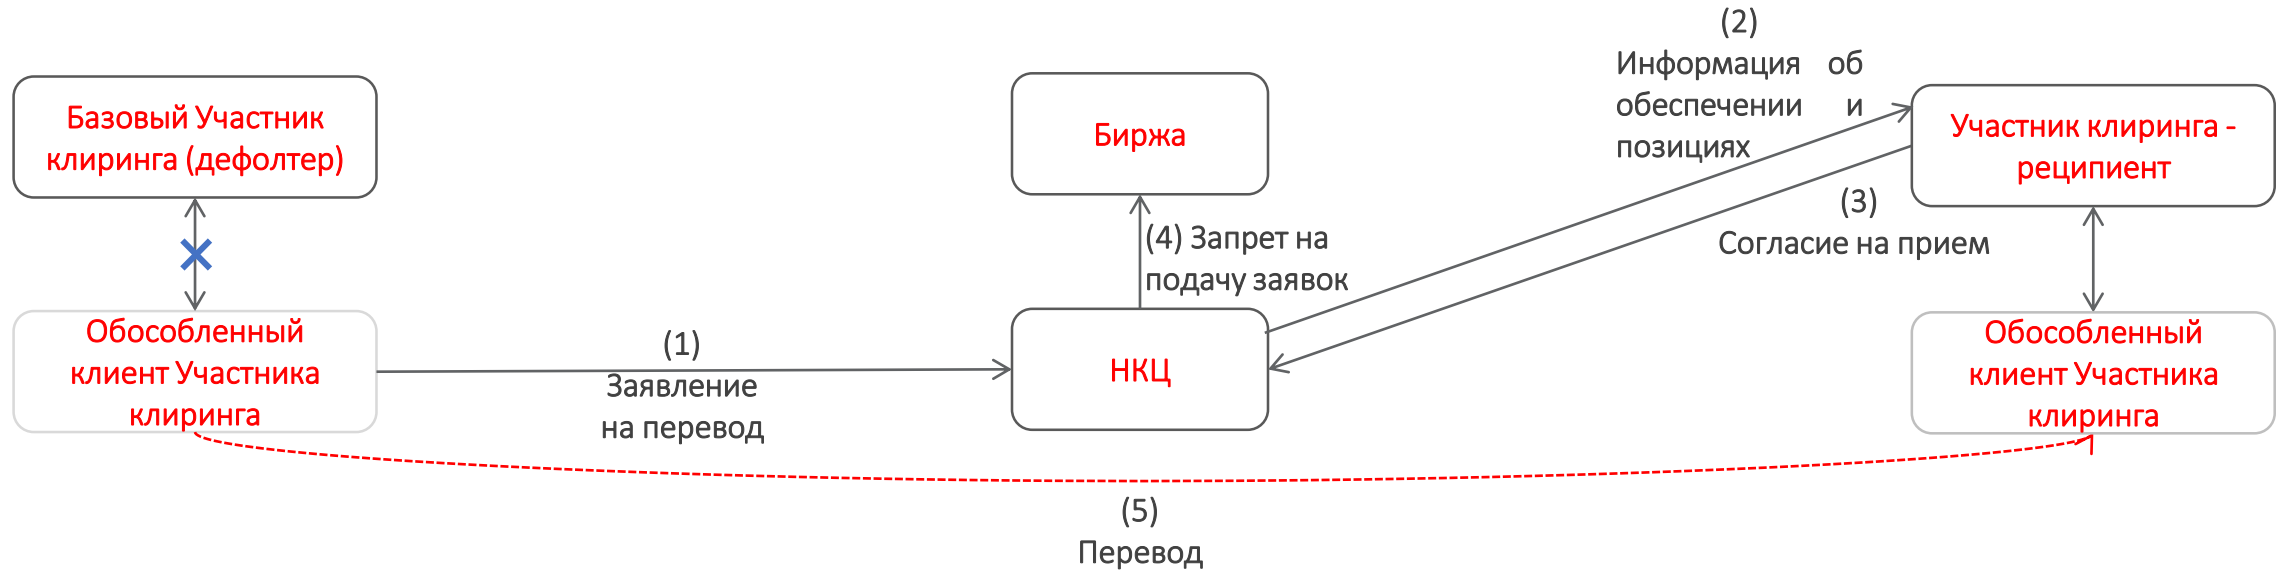 Базовый Участник
клиринга (дефолтер)
Биржа
(2)
Информация об
обеспечении и
позициях
Участник клиринга -
реципиент
(3)
Согласие на прием
(4) Запрет на
подачу заявок
Обособленный
клиент Участника
клиринга
(1)
Заявление
на перевод
НКЦ
Обособленный
клиент Участника
клиринга
(5)
Перевод